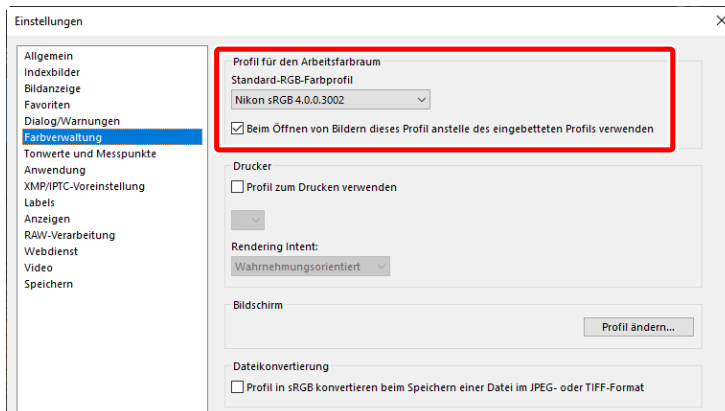 Einstellungen
Allgemein
Indexbilder
Bildanzeige
Favoriten
Dialog/Warnungen
Farbverwaltung
Tonwerte und Messpunkte
Anwendung
XMP/IPTC-Voreinstellung
Labels
Anzeigen
RAW-Verarbeitung
Webdienst
Video
Speichern
Profil für den Arbeitsfarbraum
Standard-RGB-Farbprofil
Nikon sRGB 4.0.0.3002
Beim Öffnen von Bildern dieses Profil anstelle des eingebetteten Profils verwenden
Drucker
Profil zum Drucken verwenden
Rendering Intent:
Wahrnehmungsorientiert
Bildschirm
Profil ändern...
Dateikonvertierung
Profil in sRGB konvertieren beim Speichern einer Datei im JPEG- oder TIFF-Format